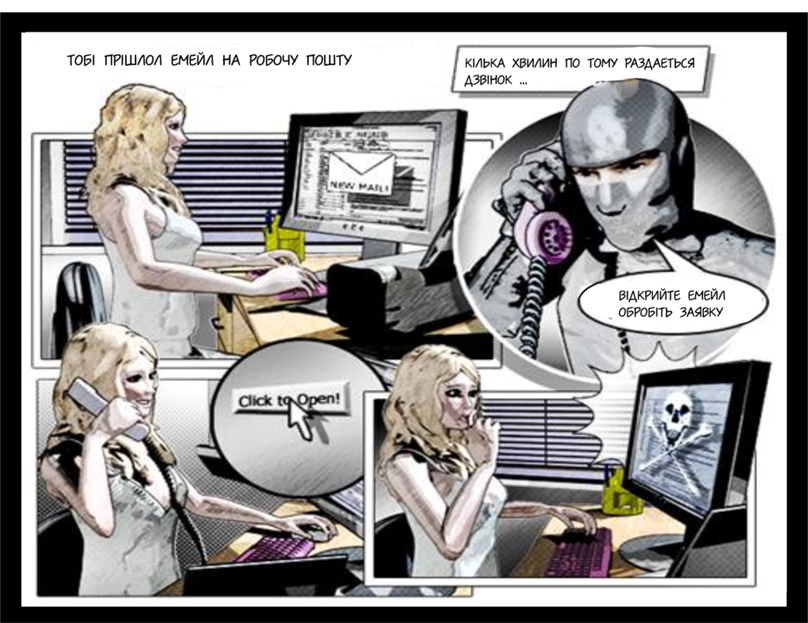 ТОБІ ПРІШЛОЛ ЕМЕЙЛ НА РОБОЧУ ПОШТУ
КІЛЬКА ХВИЛИН ПО ТОМУ РАЗДАЕТЬСЯ
ДЗВІНОК ...
NEW MAIL!
ВІДКРИЙТЕ ЕМЕЙЛ
ОБРОБІТЬ ЗАЯВКУ
Click to Open!